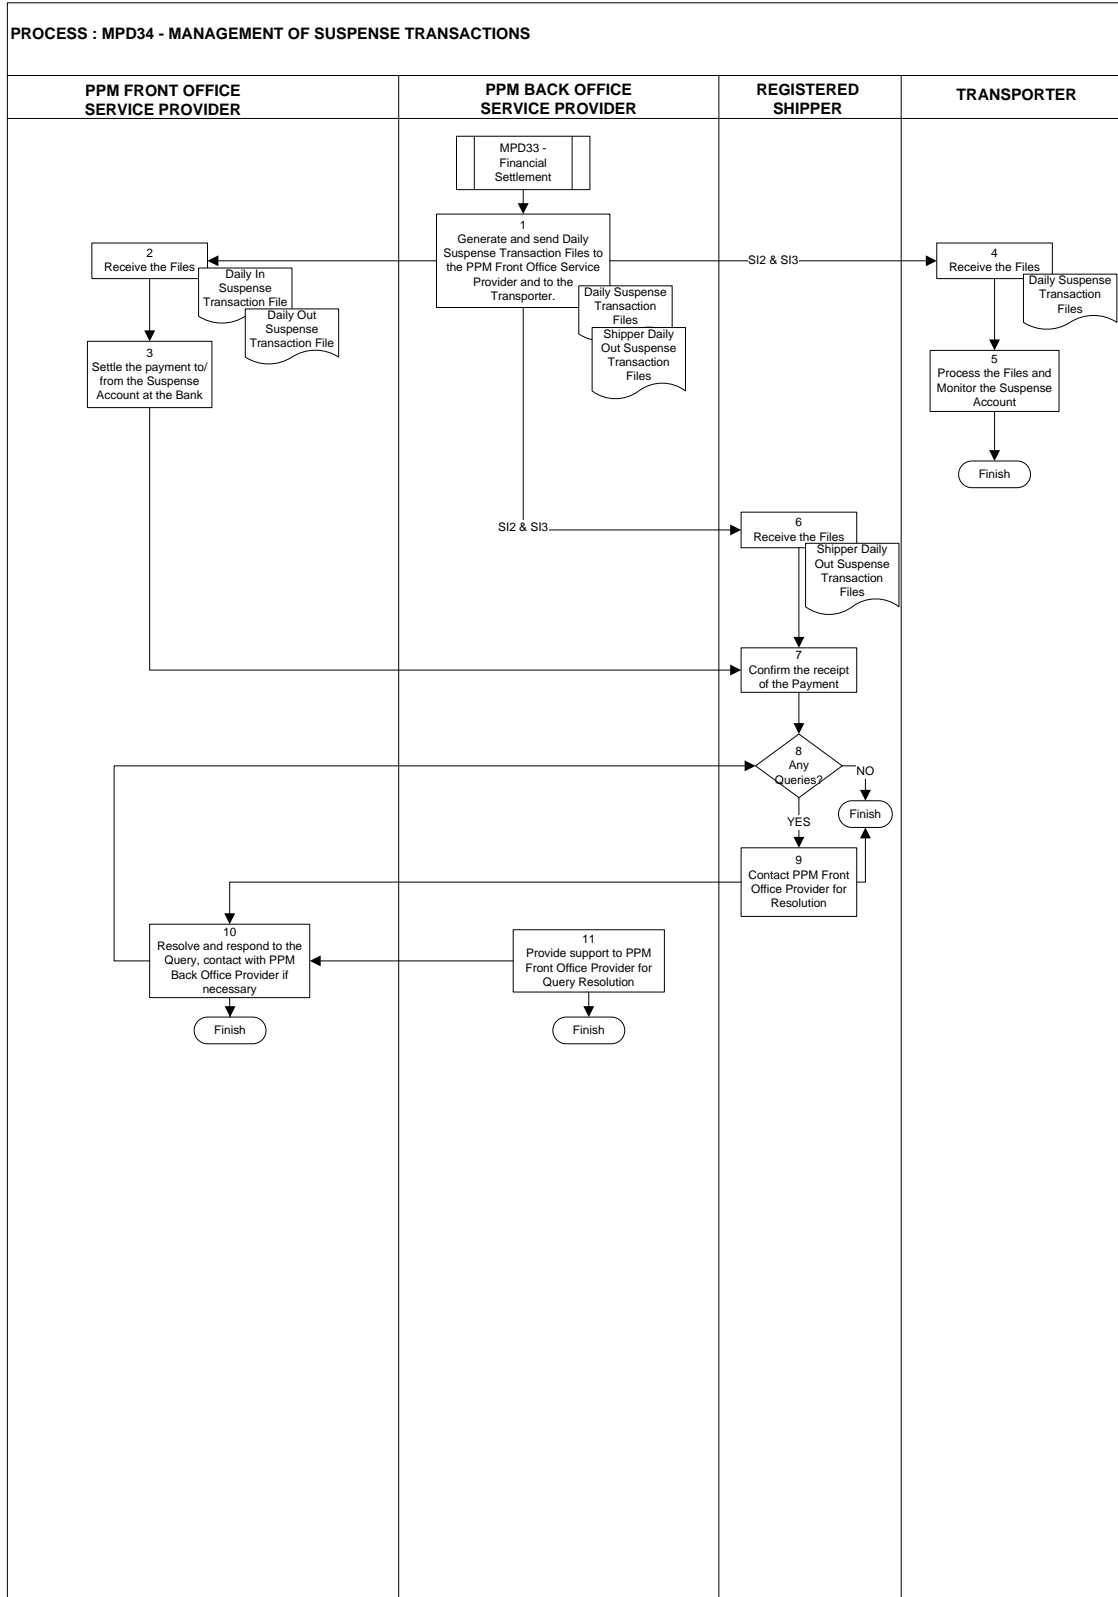 PROCESS : MPD34 - MANAGEMENT OF SUSPENSE TRANSACTIONS
PPM FRONT OFFICE
SERVICE PROVIDER
PPM BACK OFFICE
SERVICE PROVIDER
REGISTERED
SHIPPER
TRANSPORTER
MPD33 -
Financial
Settlement
1
Generate and send Daily
Suspense Transaction Files to
the PPM Front Office Service
Provider and to the
Transporter.
Daily Suspense
Transaction
Files
Shipper Daily
Out Suspense
Transaction
Files
2
Receive the Files
Daily In
Suspense
Transaction File
Daily Out
Suspense
Transaction File
3
Settle the payment to/
from the Suspense
Account at the Bank
SI2 & SI3
4
Receive the Files
Daily Suspense
Transaction
Files
5
Process the Files and
Monitor the Suspense
Account
Finish
SI2 & SI3
6
Receive the Files
Shipper Daily
Out Suspense
Transaction
Files
7
Confirm the receipt
of the Payment
8
Any
Queries?
NO
Finish
YES
9
Contact PPM Front
Office Provider for
Resolution
10
Resolve and respond to the
Query, contact with PPM
Back Office Provider if
necessary
Finish
11
Provide support to PPM
Front Office Provider for
Query Resolution
Finish